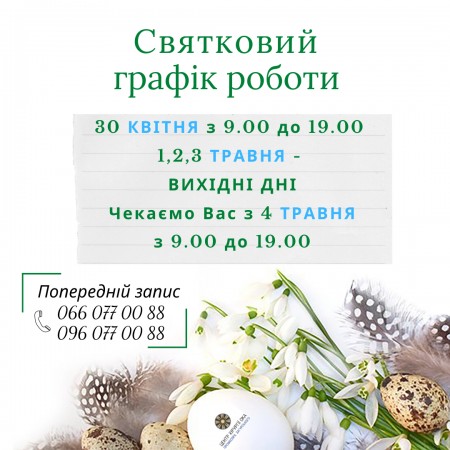 Святковий
графік роботи
30 КВІТНЯ з 9.00 до 19.00
1,2,3 ТРАВНЯ -
ВИХІДНІ ДНІ
Чекаємо Вас з 4 ТРАВНЯ
з 9.00 до 19.00
Попередній запис
066 077 00 88
096 077 00 88